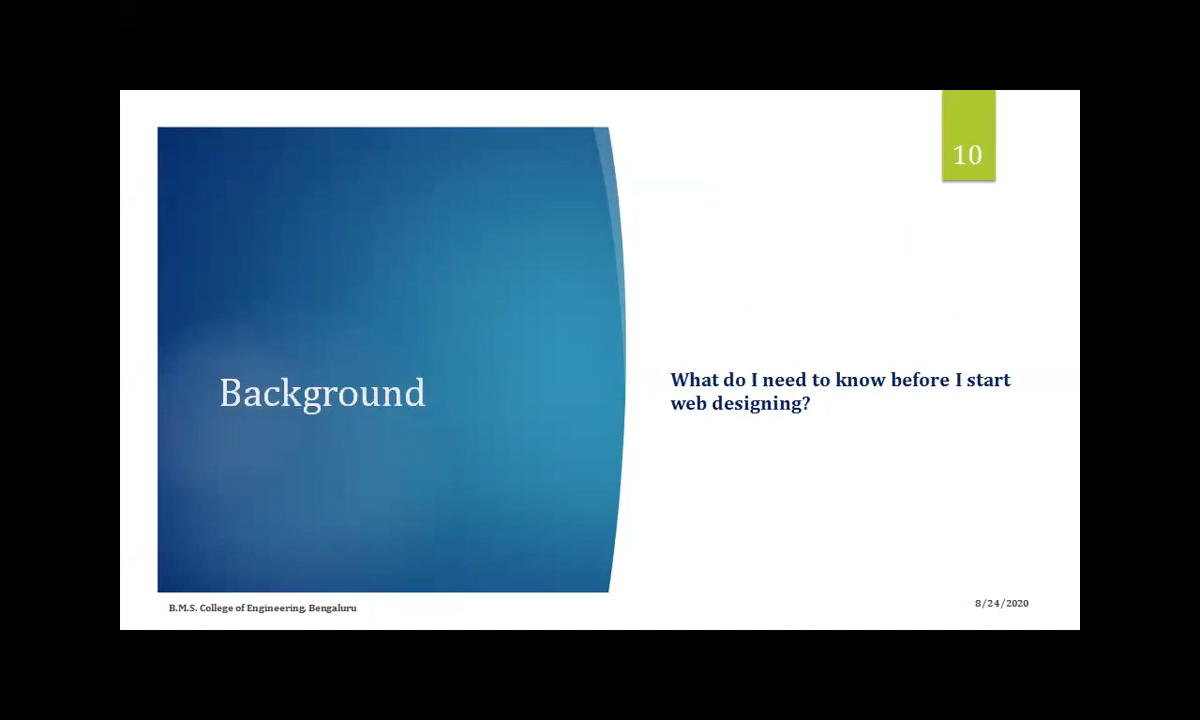 10
Background
What do I need to know before I start
web designing?
B.M.S. College of Engineering, Bengaluru
8/24/2020